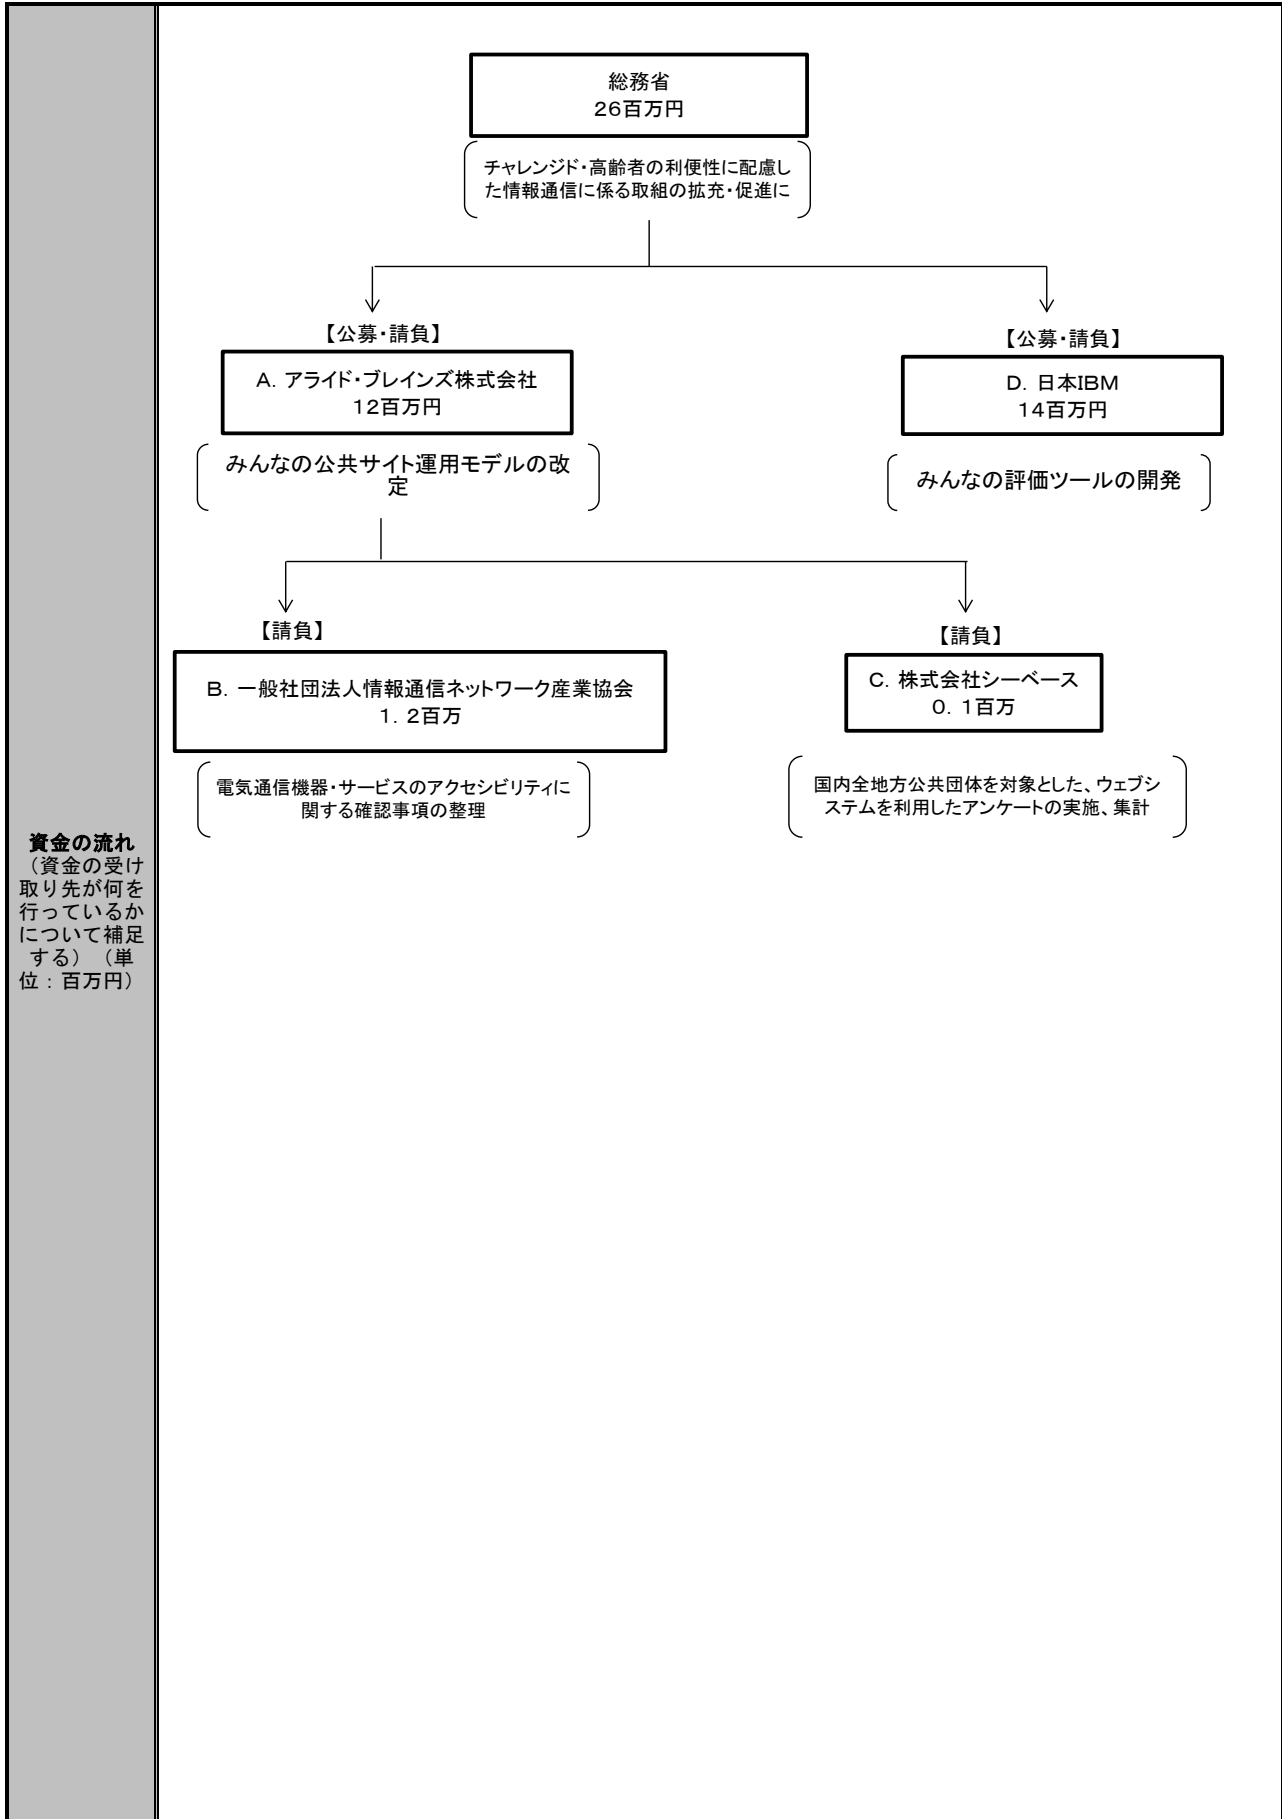 総務省
26百万円
チャレンジド・高齢者の利便性に配慮し
た情報通信に係る取組の拡充・促進に
【公募・請負】
A. アライド・ブレインズ株式会社
12百万円
みんなの公共サイト運用モデルの改
定
【公募・請負】
D. 日本IBM
14百万円
みんなの評価ツールの開発
【請負】
B. 一般社団法人情報通信ネットワーク産業協会
1. 2百万
電気通信機器・サービスのアクセシビリティに
関する確認事項の整理
【請負】
C. 株式会社シーベース
0. 1百万
国内全地方公共団体を対象とした、ウェブシ
ステムを利用したアンケートの実施、集計
資金の流れ
(資金の受け
取り先が何を
行っているか
について補足
する) (単
位:百万円)